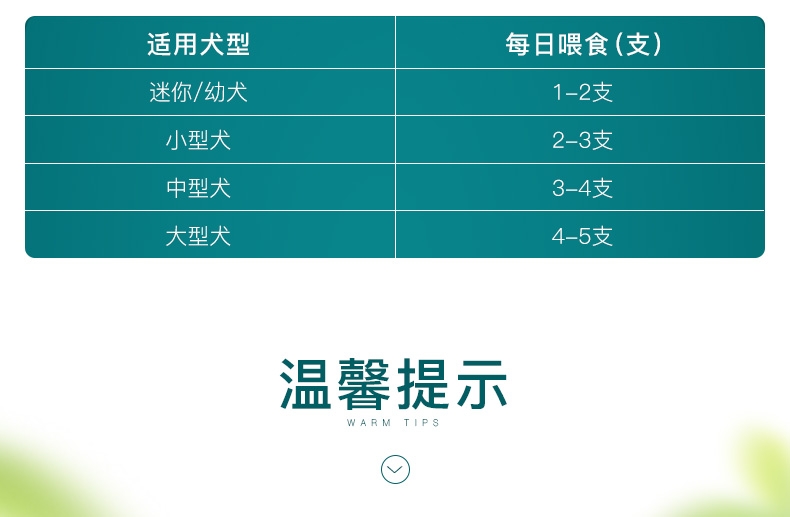 适用犬型 每日喂食(支)
迷你/幼犬 1-2支
小型犬 2-3支
中型犬 3-4支
大型犬 4-5支
温馨提示
WARM TIPS